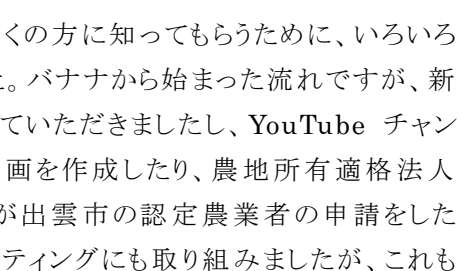 くの方に知ってもらうために、いろいろ
。バナナから始まった流れですが、新
ていただきましたし、YouTube チャン
画を作成したり、農地所有適格法人
が出雲市の認定農業者の申請をした
ティングにも取り組みましたが、これも